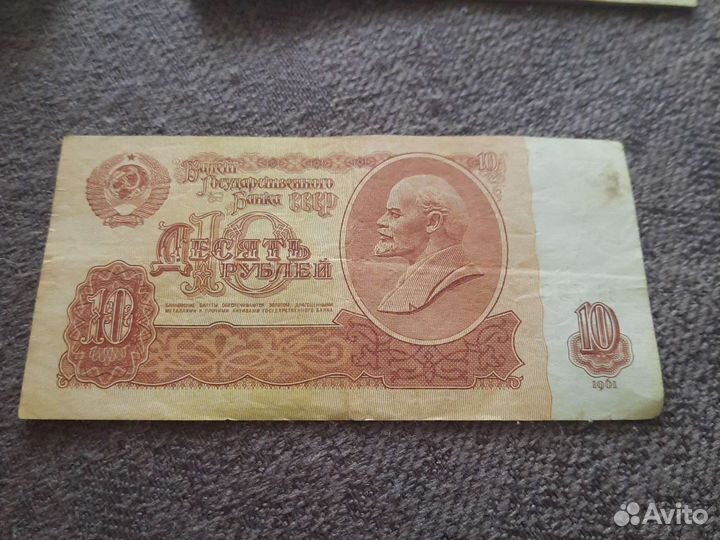 Билет
Государственного
Банка СССР
10
10
Десять
рублей
БАНКОВСКИЕ БИЛЕТЫ ОБЕСПЕЧИВАЮТСЯ ЗОЛОТОМ, ДРАГОЦЕННЫМИ
МЕТАЛЛАМИ И ПРОЧИМИ АКТИВАМИ ГОСУДАРСТВЕННОГО БАНКА
10
10
1961
Avito